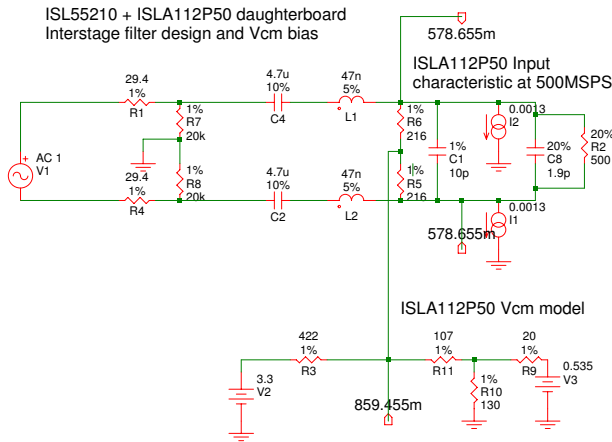 ISL55210 + ISLA112P50 daughterboard
Interstage filter design and Vcm bias
578.655m
ISLA112P50 Input
characteristic at 500MSPS
29.4
1%
R1
1%
R7
20k
4.7u
10%
C4
47n
5%
L1
1%
R6
216
1%
C1
10p
0.0013
I2
20%
C8
1.9p
20%
R2
500
AC 1
V1
29.4
1%
R4
1%
R8
20k
4.7u
10%
C2
47n
5%
L2
1%
R5
216
0.0013
I1
578.655m
ISLA112P50 Vcm model
422
1%
R3
107
1%
R11
20
1%
R9
3.3
V2
859.455m
1%
R10
130
0.535
V3